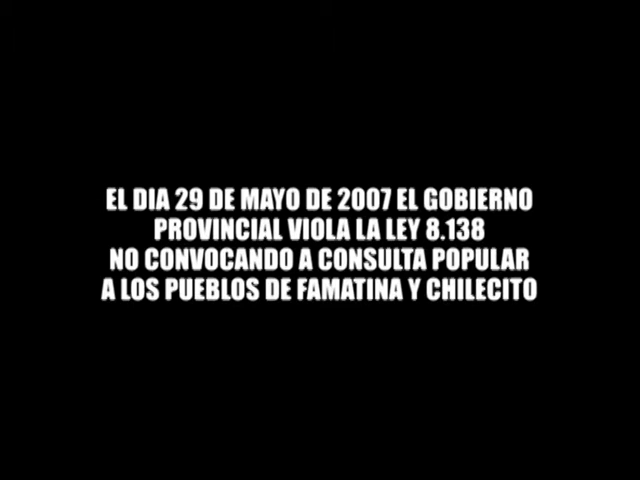 EL DIA 29 DE MAYO DE 2007 EL GOBIERNO
PROVINCIAL VIOLA LA LEY 8.138
NO CONVOCANDO A CONSULTA POPULAR
A LOS PUEBLOS DE FAMATINA Y CHILECITO